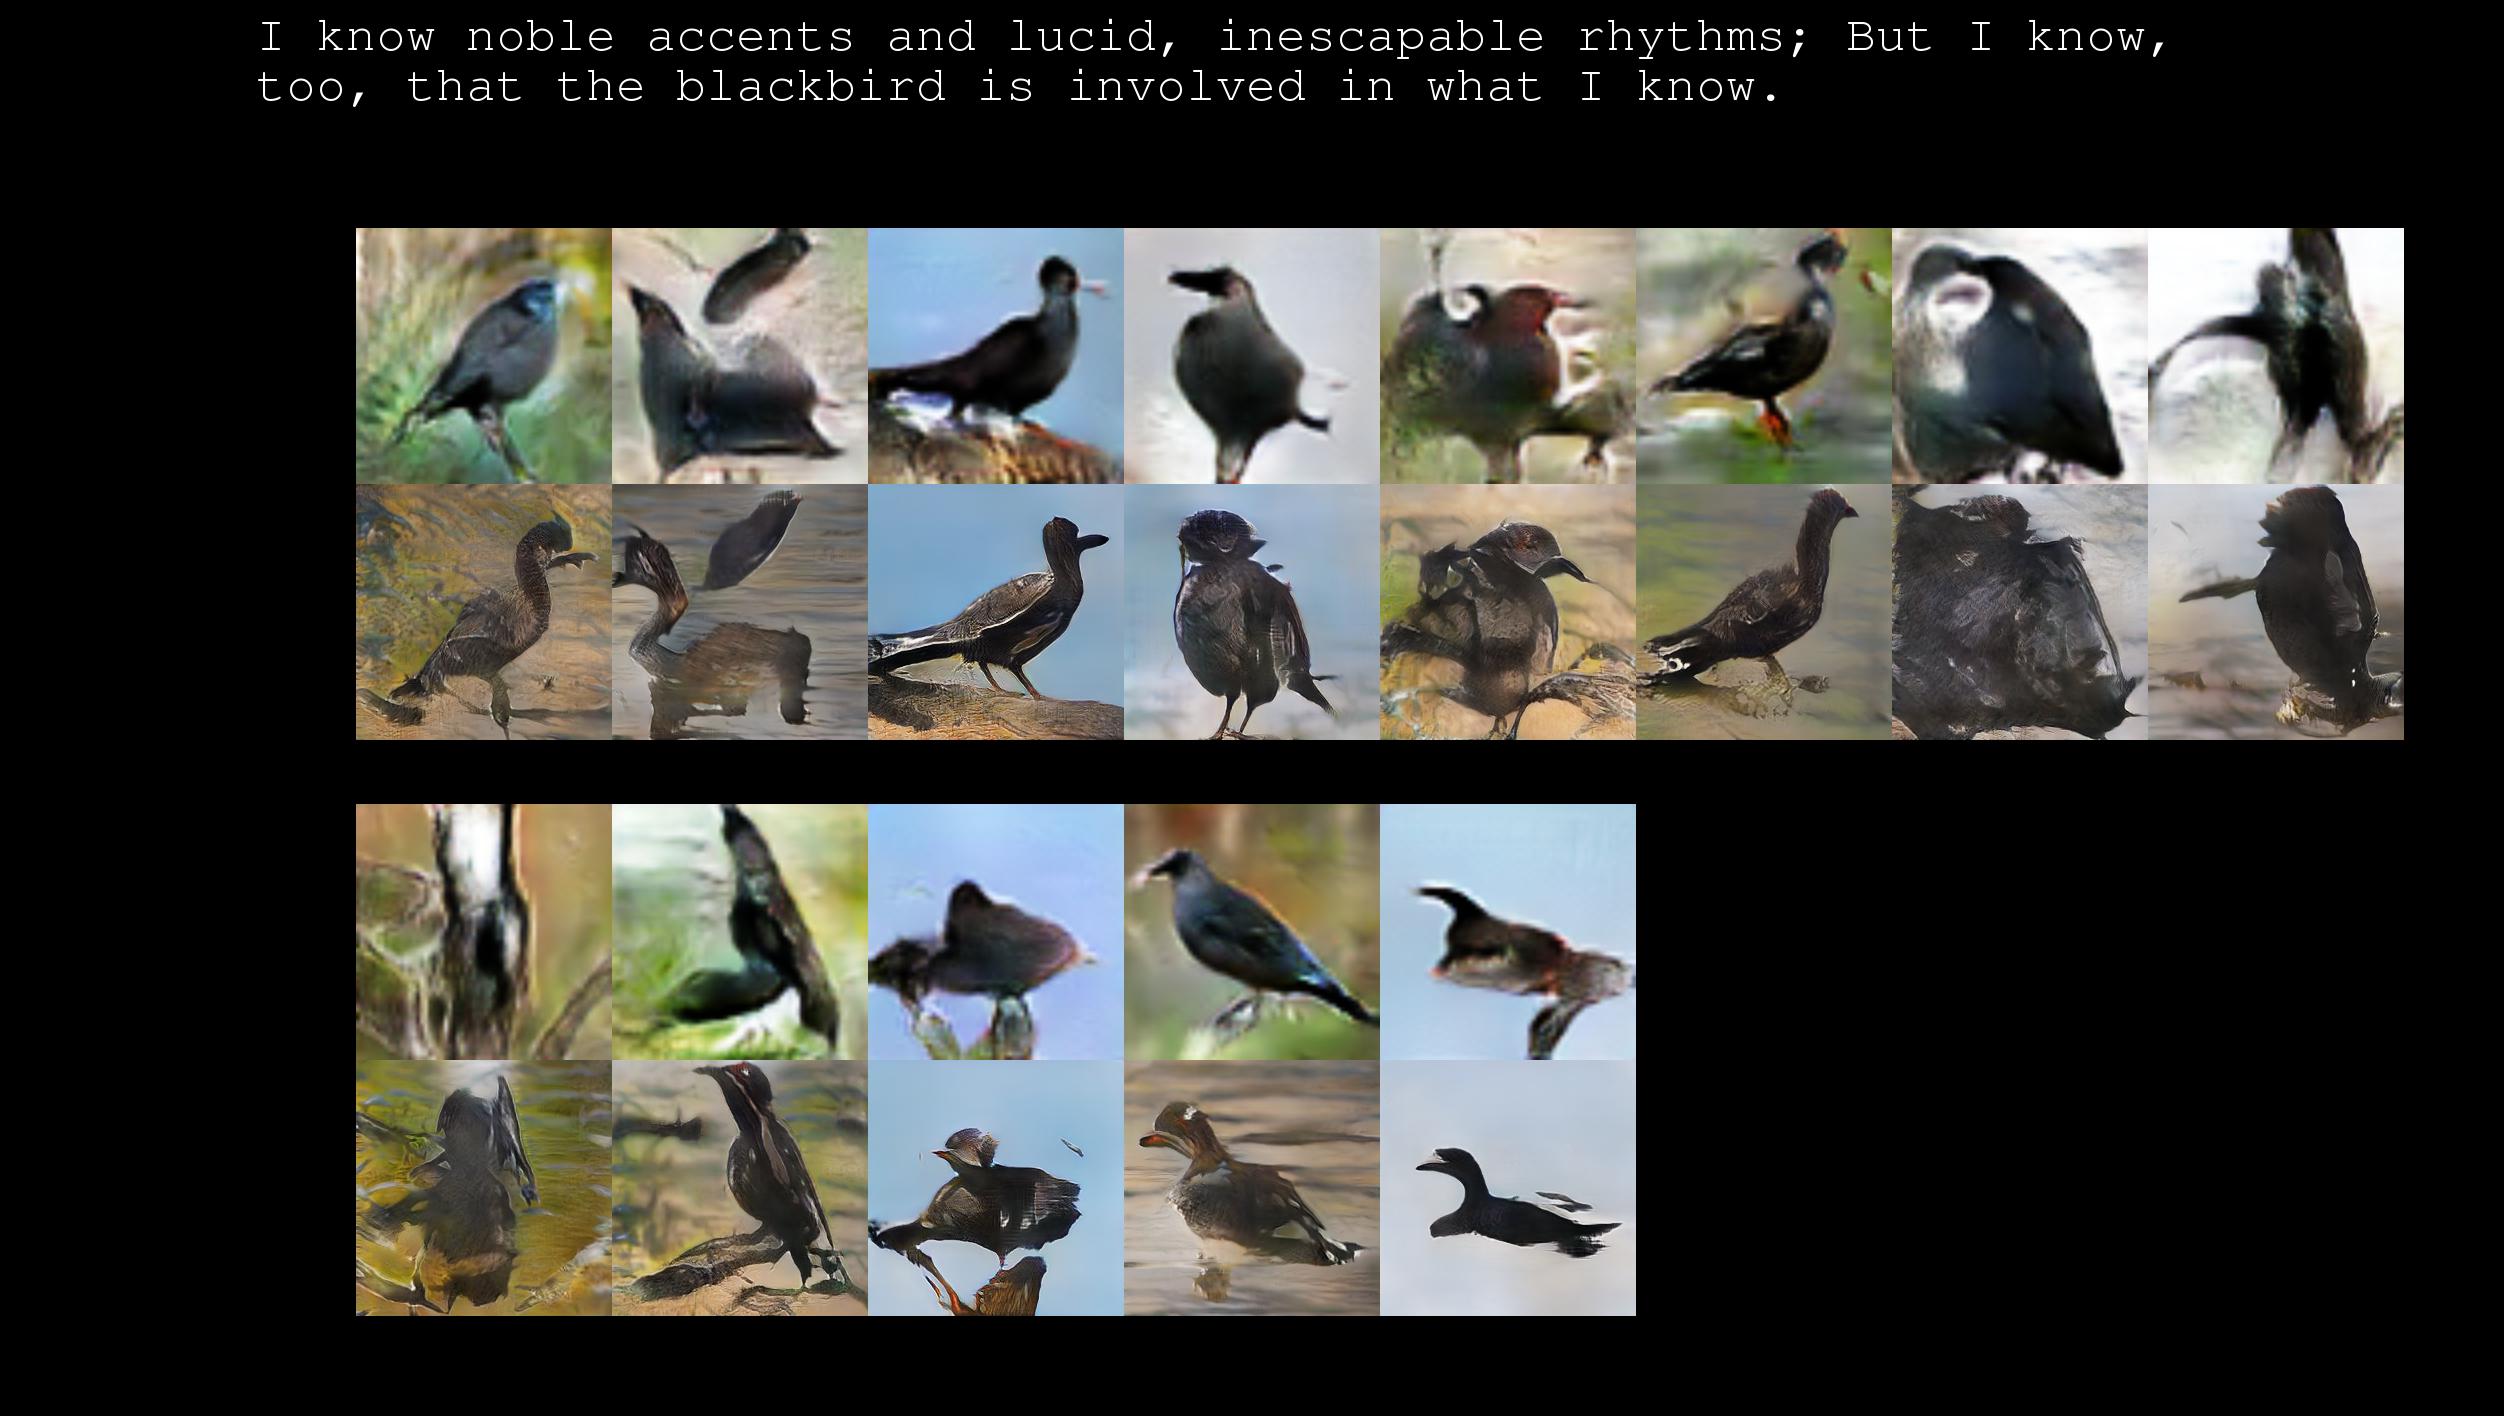 I know noble accents and lucid, inescapable rhythms; But I know,
too, that the blackbird is involved in what I know.